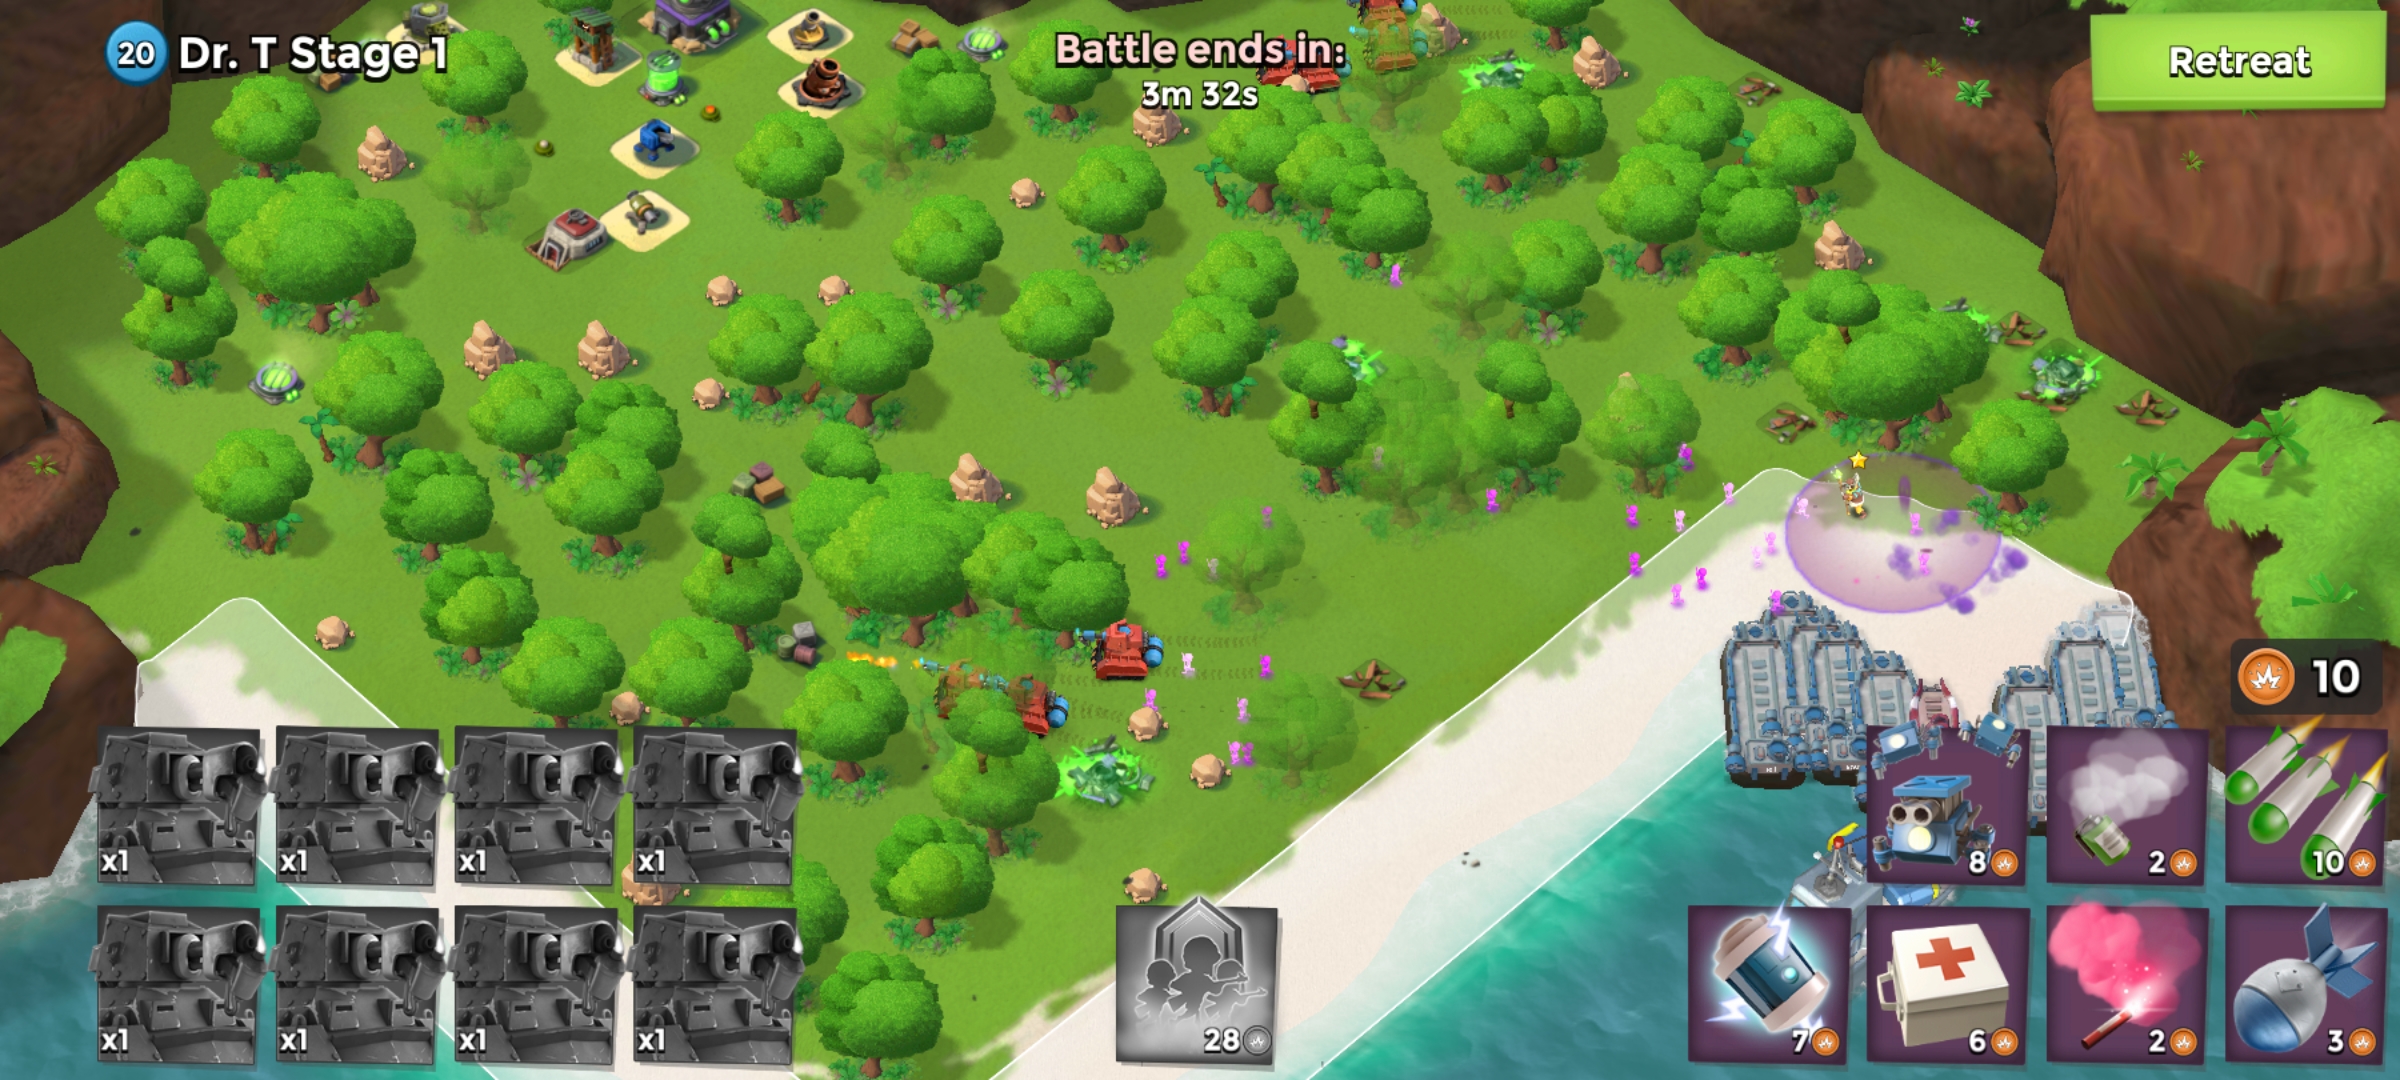 20 Dr. T Stage 1
Battle ends in:
3m 32s
Retreat
10
x1 x1 x1 x1
8 2 10
x1 x1 x1 x1
28
7 6 2 3